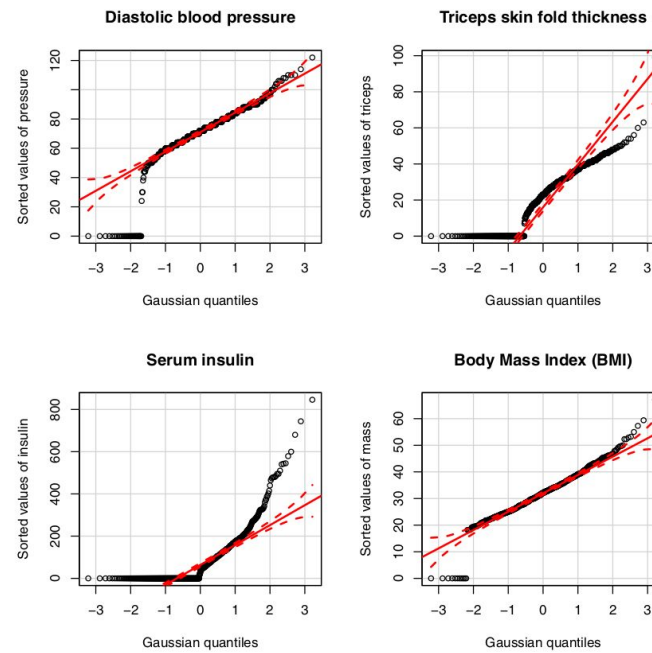 Diastolic blood pressure
Sorted values of pressure
120
80
60
40
20
0
−3 −2 −1 0 1 2 3
Gaussian quantiles
Triceps skin fold thickness
Sorted values of triceps
100
80
60
40
20
0
−3 −2 −1 0 1 2 3
Gaussian quantiles
Serum insulin
Sorted values of insulin
800
600
400
200
0
−3 −2 −1 0 1 2 3
Gaussian quantiles
Body Mass Index (BMI)
Sorted values of mass
60
50
40
30
20
10
0
−3 −2 −1 0 1 2 3
Gaussian quantiles